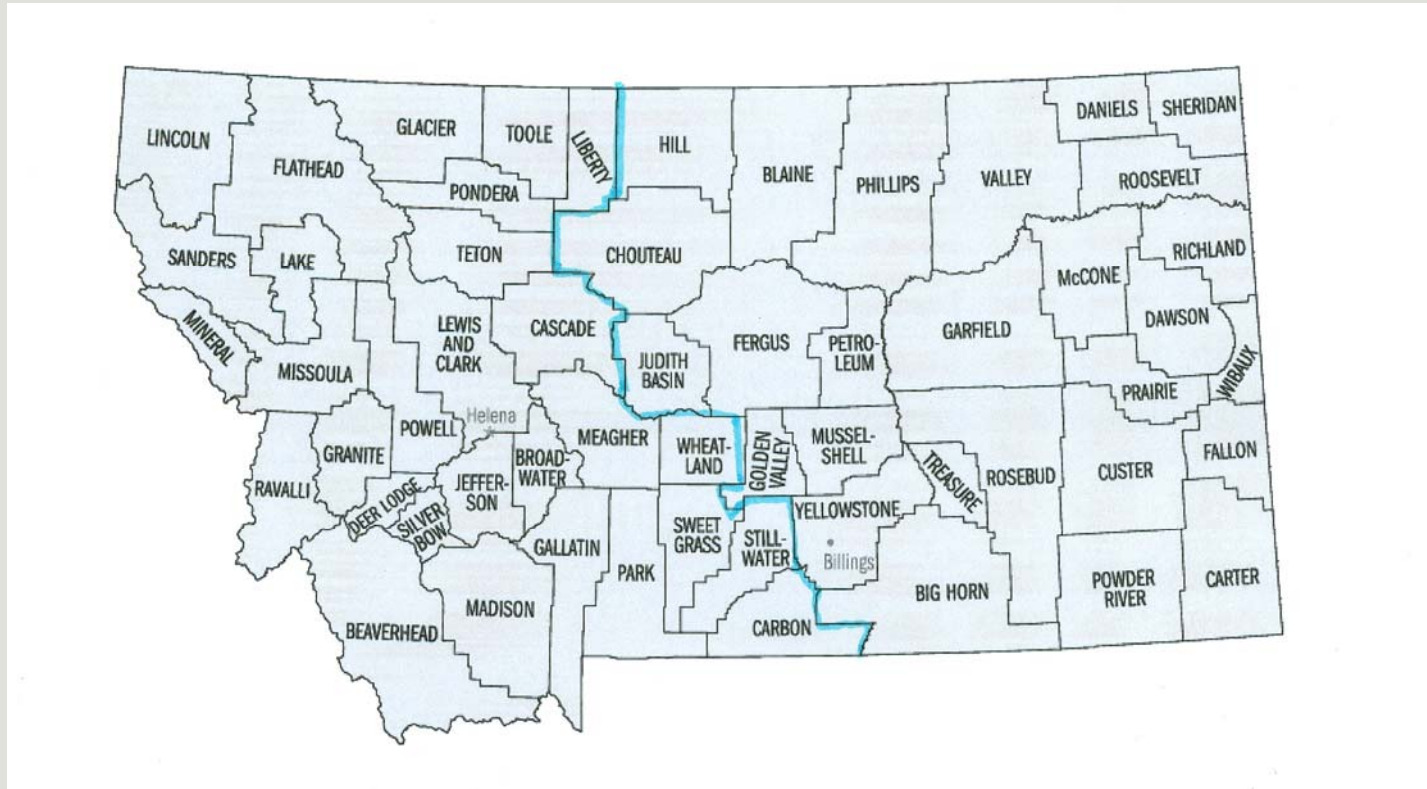 LINCOLN
FLATHEAD
GLACIER
TOOLE
LIBERTY
HILL
BLAINE
PHILLIPS
VALLEY
DANIELS
SHERIDAN
ROOSEVELT
PONDERA
TETON
CHOUTEAU
SANDERS
LAKE
MINERAL
MISSOULA
LEWIS
AND
CLARK
CASCADE
JUDITH
BASIN
FERGUS
PETRO-
LEUM
GARFIELD
McCONE
RICHLAND
DAWSON
WIBAUX
PRAIRIE
Helena
POWELL
GRANITE
RAVALLI
DEER LODGE
SILVER
BOW
JEFFER-
SON
BROAD-
WATER
MEAGHER
WHEAT-
LAND
GOLDEN
VALLEY
MUSSEL-
SHELL
TREASURE
ROSEBUD
CUSTER
FALLON
GALLATIN
PARK
SWEET
GRASS
STILL-
WATER
YELLOWSTONE
Billings
BIG HORN
POWDER
RIVER
CARTER
BEAVERHEAD
MADISON
CARBON